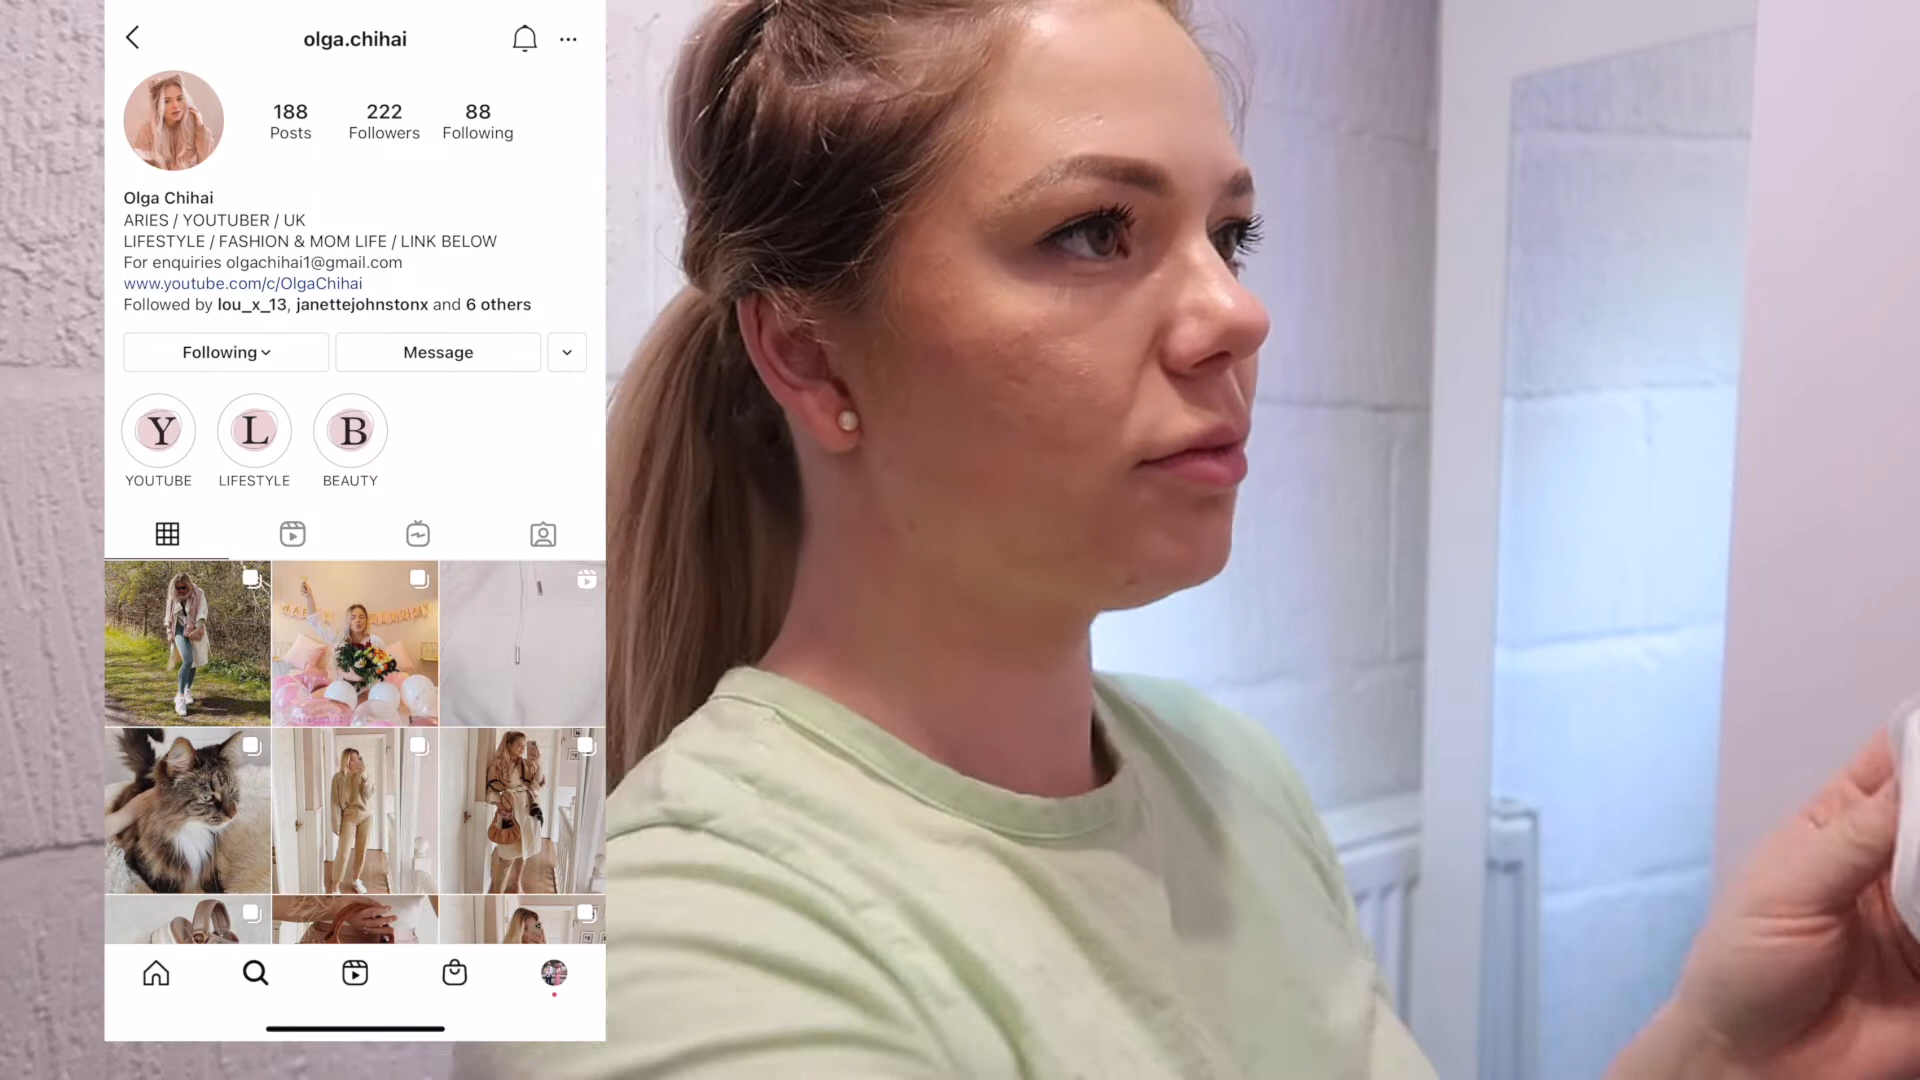 olga.chihai
188
222
88
Posts
Followers
Following
Olga Chihai
ARIES / YOUTUBER / UK
LIFESTYLE / FASHION & MOM LIFE / LINK BELOW
For enquiries olgachihai1@gmail.com
www.youtube.com/c/OlgaChihai
Followed by lou_x_13, janettejohnstonx and 6 others
Following
Message
Y
L
B
YOUTUBE
LIFESTYLE
BEAUTY